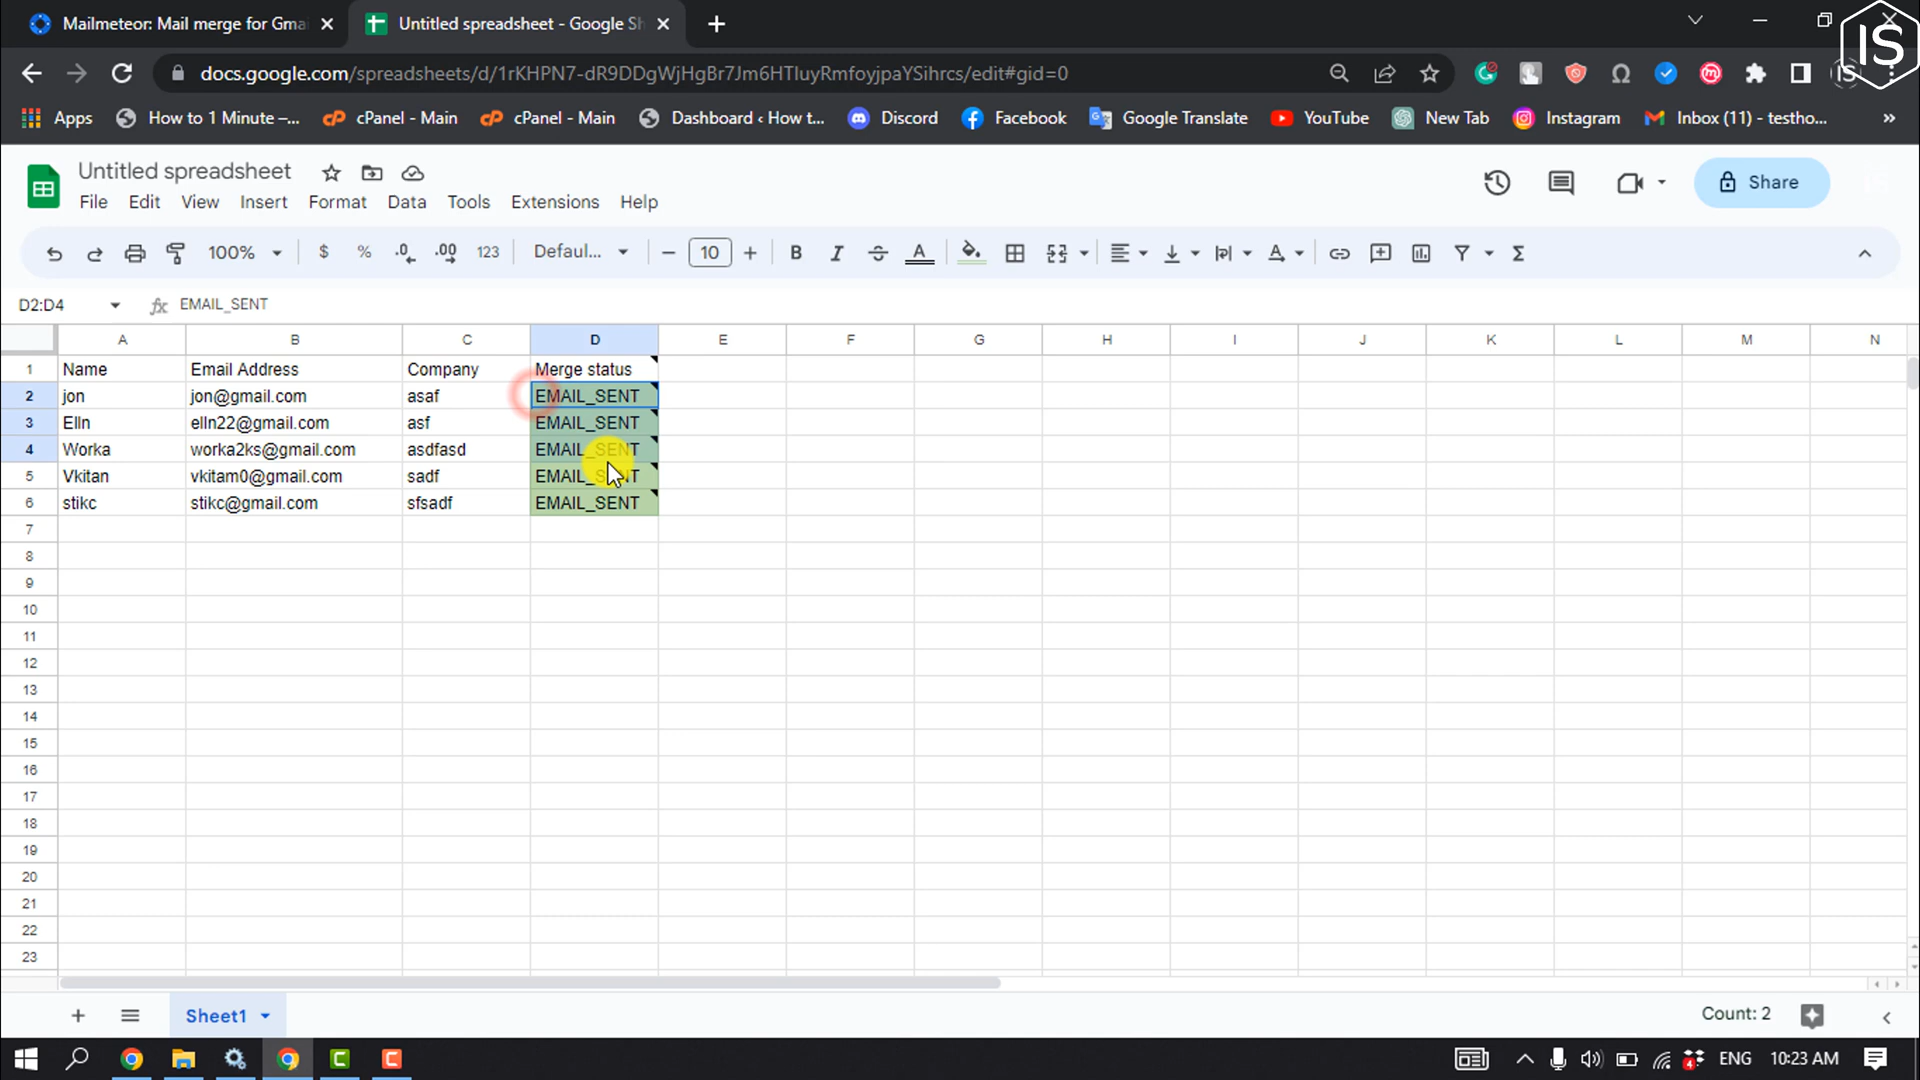 Mailmeteor: Mail merge for Gma
Untitled spreadsheet - Google Sh
IS
docs.google.com/spreadsheets/d/1rKHPN7-dR9DDgWjHgBr7Jm6HTIuyRmfoyjpaYSihrcs/edit#gid=0
Apps
How to 1 Minute –...
cPanel - Main
cPanel - Main
Dashboard ‹ How t...
Discord
Facebook
Google Translate
YouTube
New Tab
Instagram
Inbox (11) - testho...
Untitled spreadsheet
Share
File Edit View Insert Format Data Tools Extensions Help
100% $ % .0 .00 123 Defaul... 10 B I S A
D2:D4 fx EMAIL_SENT
A B C D E F G H I J K L M N
1 Name Email Address Company Merge status
2 jon jon@gmail.com asaf EMAIL_SENT
3 Elln elln22@gmail.com asf EMAIL_SENT
4 Worka worka2ks@gmail.com asdfasd EMAIL_SENT
5 Vkitan vkitam0@gmail.com sadf EMAIL_SENT
6 stikc stikc@gmail.com sfsadf EMAIL_SENT
7
8
9
10
11
12
13
14
15
16
17
18
19
20
21
22
23
Sheet1
Count: 2
ENG 10:23 AM